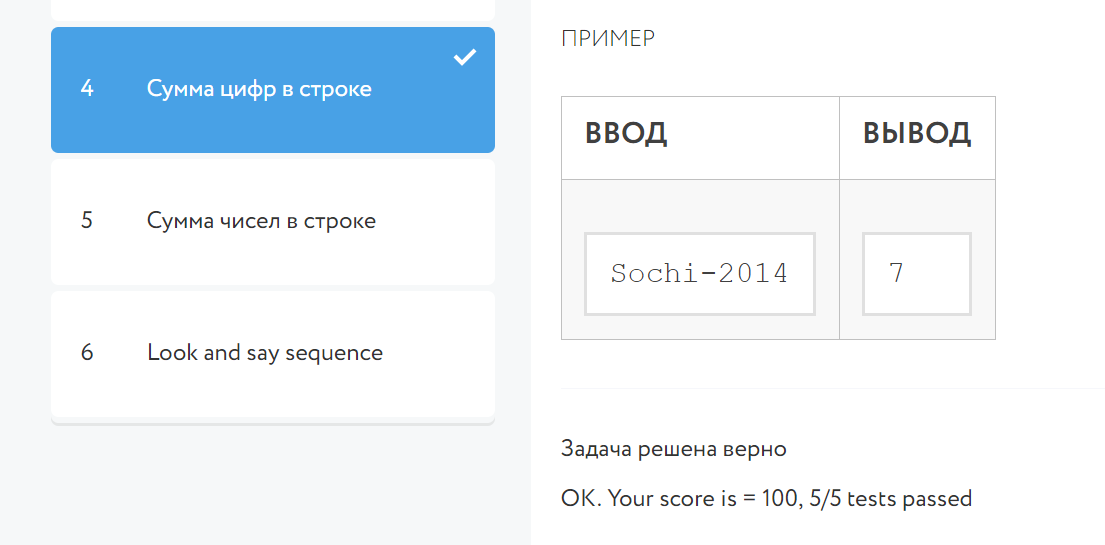 4 Сумма цифр в строке
5 Сумма чисел в строке
6 Look and say sequence
ПРИМЕР
ВВОД ВЫВОД
Sochi-2014 7
Задача решена верно
OK. Your score is = 100, 5/5 tests passed